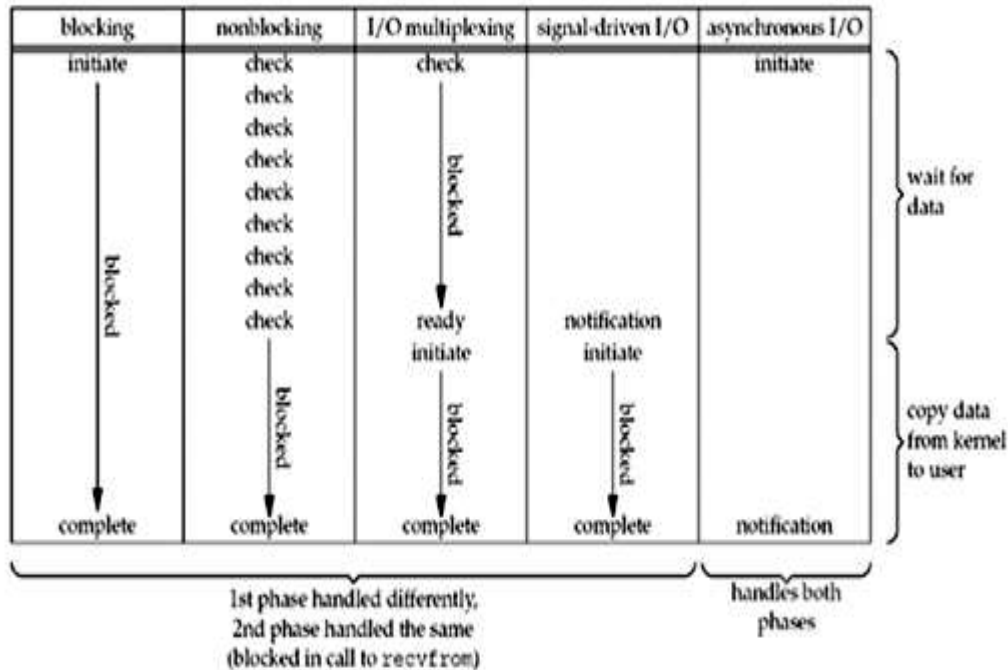 blocking nonblocking I/O multiplexing signal-driven I/O asynchronous I/O
initiate check check initiate
check
check
check
check
check
check
check
check ready notification
initiate initiate
blocked
blocked
blocked
blocked
blocked
complete complete complete complete notification
wait for
data
copy data
from kernel
to user
1st phase handled differently,
2nd phase handled the same
(blocked in call to recvfrom)
handles both
phases